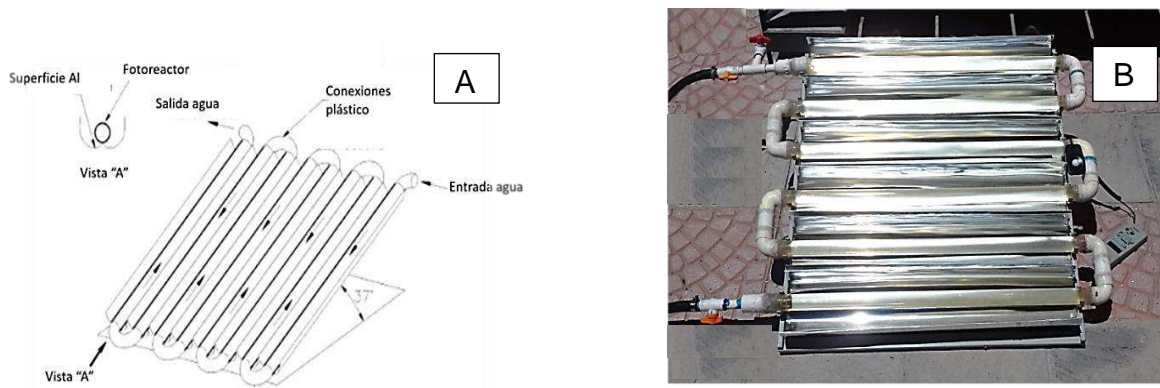 A
Superficie Al
Fotoreactor
Salida agua
Conexiones
plástico
Vista "A"
Entrada agua
37°
Vista "A"
B